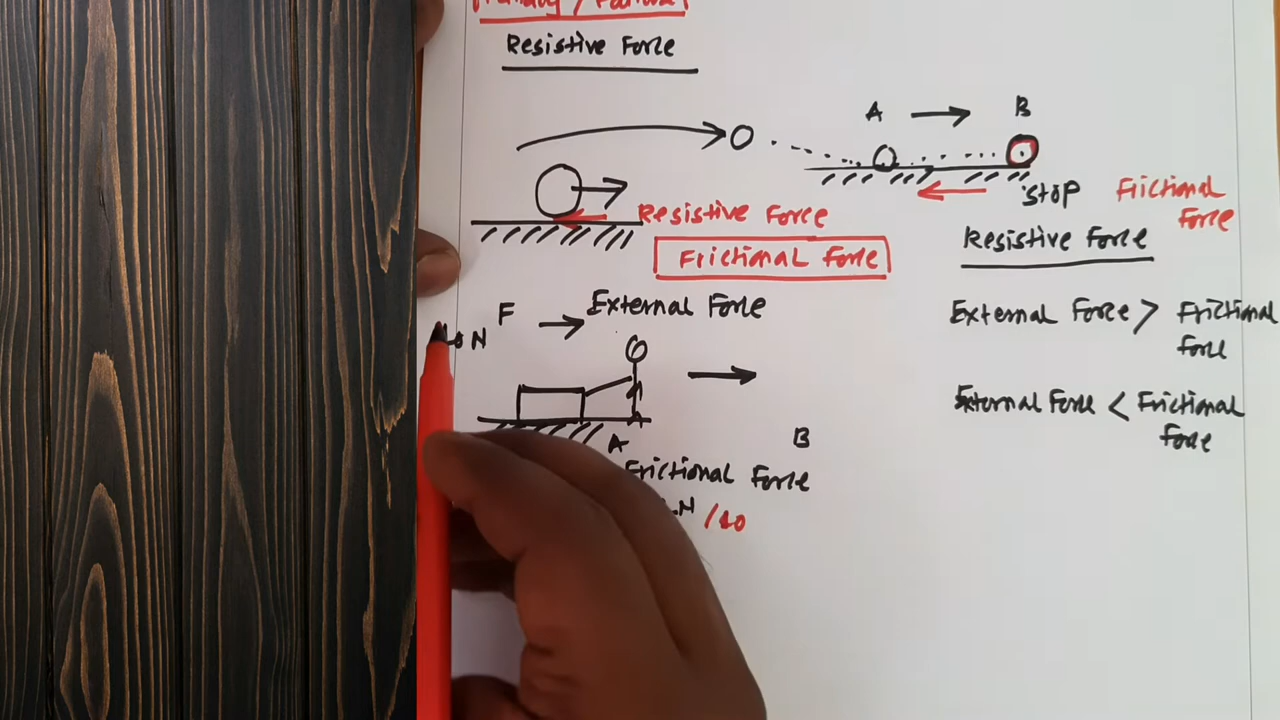 Resistive Force
A
B
Resistive Force
Frictional Force
STOP
Frictional
Force
Resistive Force
F
External Force
N
External Force > Frictional
Force
External Force < Frictional
Force
A
B
Frictional Force
N /40